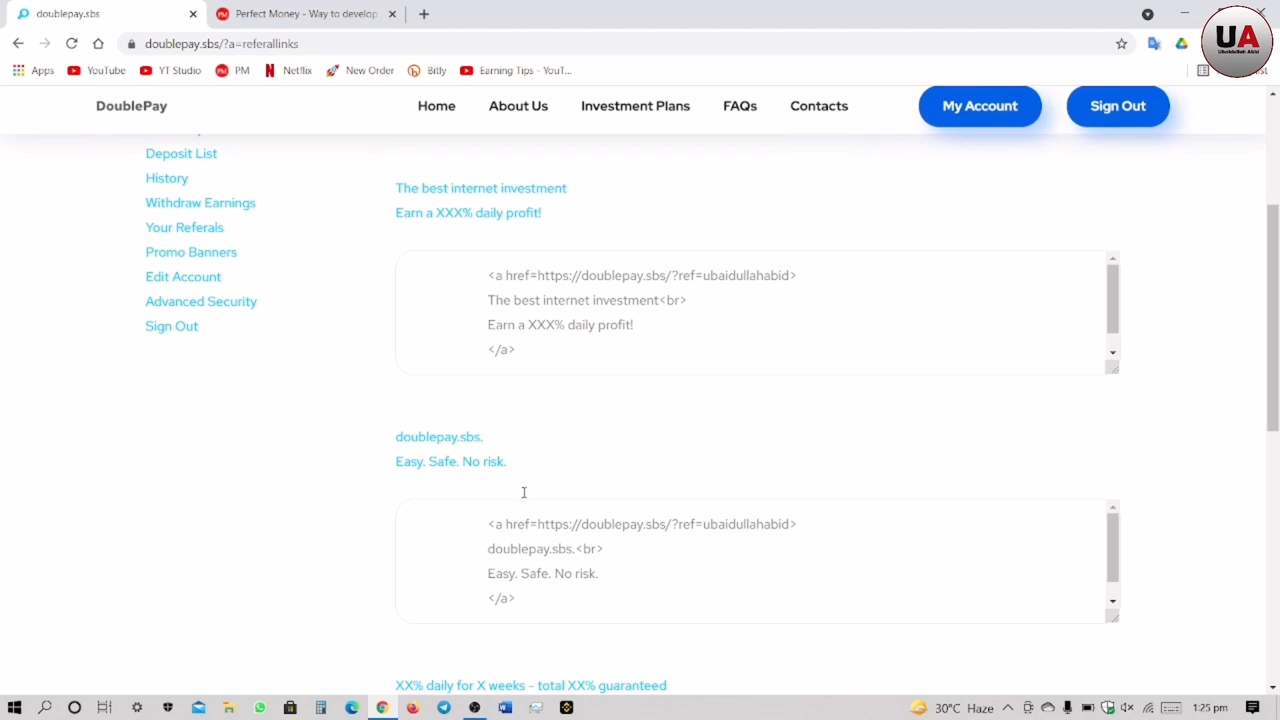 doublepay.sbs
Perfect Money - Way to develop
doublepay.sbs/?a=referallinks
UA
Ubaidullah Abid
Apps
YouTube
YT Studio
PM
Netflix
New Order
Bitly
Earning Tips - YouT...
DoublePay
Home
About Us
Investment Plans
FAQs
Contacts
My Account
Sign Out
Deposit List
History
Withdraw Earnings
Your Referrals
Promo Banners
Edit Account
Advanced Security
Sign Out
The best internet investment
Earn a XXX% daily profit!
<a href=https://doublepay.sbs/?ref=ubaidullahabid>
The best internet investment<br>
Earn a XXX% daily profit!
</a>
doublepay.sbs.
Easy. Safe. No risk.
<a href=https://doublepay.sbs/?ref=ubaidullahabid>
doublepay.sbs.<br>
Easy. Safe. No risk.
</a>
XX% daily for X weeks - total XX% guaranteed
30°C Haze
1:25 pm